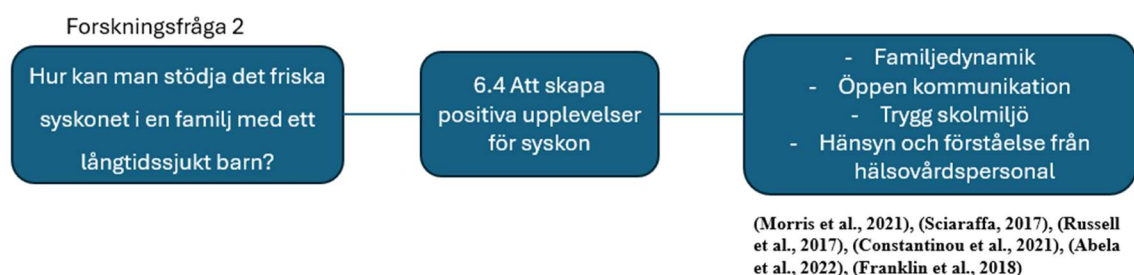 Forskningsfråga 2
Hur kan man stödja det friska
syskonet i en familj med ett
långtidssjukt barn?
6.4 Att skapa
positiva upplevelser
för syskon
- Familjedynamik
- Öppen kommunikation
- Trygg skolmiljö
- Hänsyn och förståelse från
hälsovårdspersonal
(Morris et al., 2021), (Sciaraffa, 2017), (Russell
et al., 2017), (Constantinou et al., 2021), (Abela
et al., 2022), (Franklin et al., 2018)